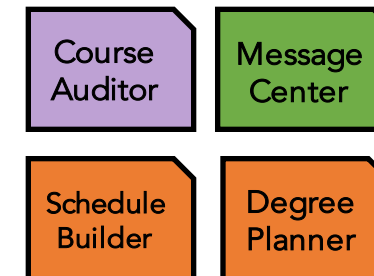 Course
Auditor
Message
Center
Schedule
Builder
Degree
Planner